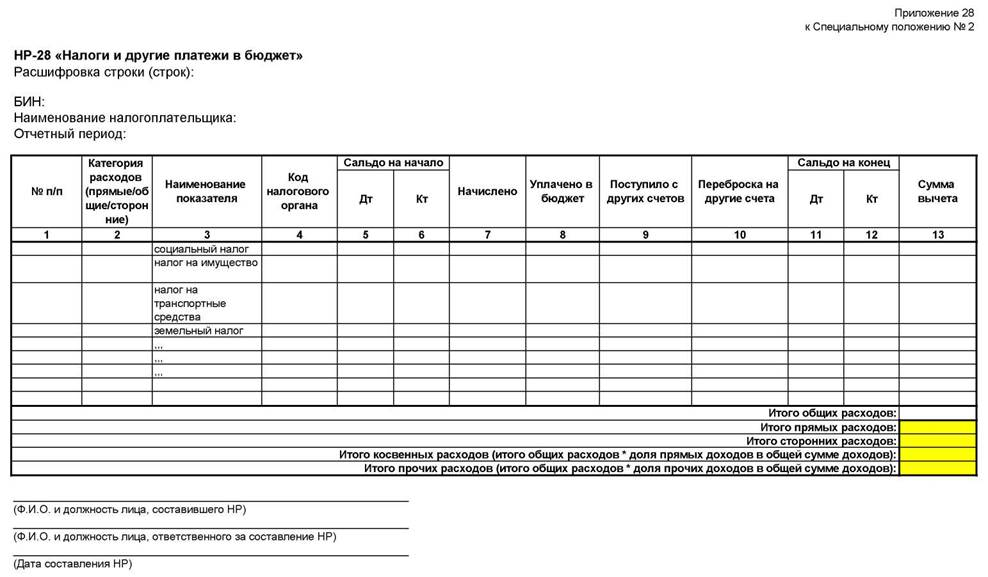 Приложение 28
к Специальному положению № 2
НР-28 «Налоги и другие платежи в бюджет»
Расшифровка строки (строк):
БИН:
Наименование налогоплательщика:
Отчетный период:
№ п/п
Категория
расходов
(прямые/об
щие/сторон
ние)
Наименование
показателя
Код
налогового
органа
Сальдо на начало
Дт
Кт
Начислено
Уплачено в
бюджет
Поступило с
других счетов
Переброска на
другие счета
Сальдо на конец
Дт
Кт
Сумма
вычета
1 2 3 4 5 6 7 8 9 10 11 12 13
социальный налог
налог на имущество
налог на
транспортные
средства
земельный налог
,,,
,,,
,,,
Итого общих расходов:
Итого прямых расходов:
Итого сторонних расходов:
Итого косвенных расходов (итого общих расходов * доля прямых доходов в общей сумме доходов):
Итого прочих расходов (итого общих расходов * доля прочих доходов в общей сумме доходов):
(Ф.И.О. и должность лица, составившего НР)
(Ф.И.О. и должность лица, ответственного за составление НР)
(Дата составления НР)